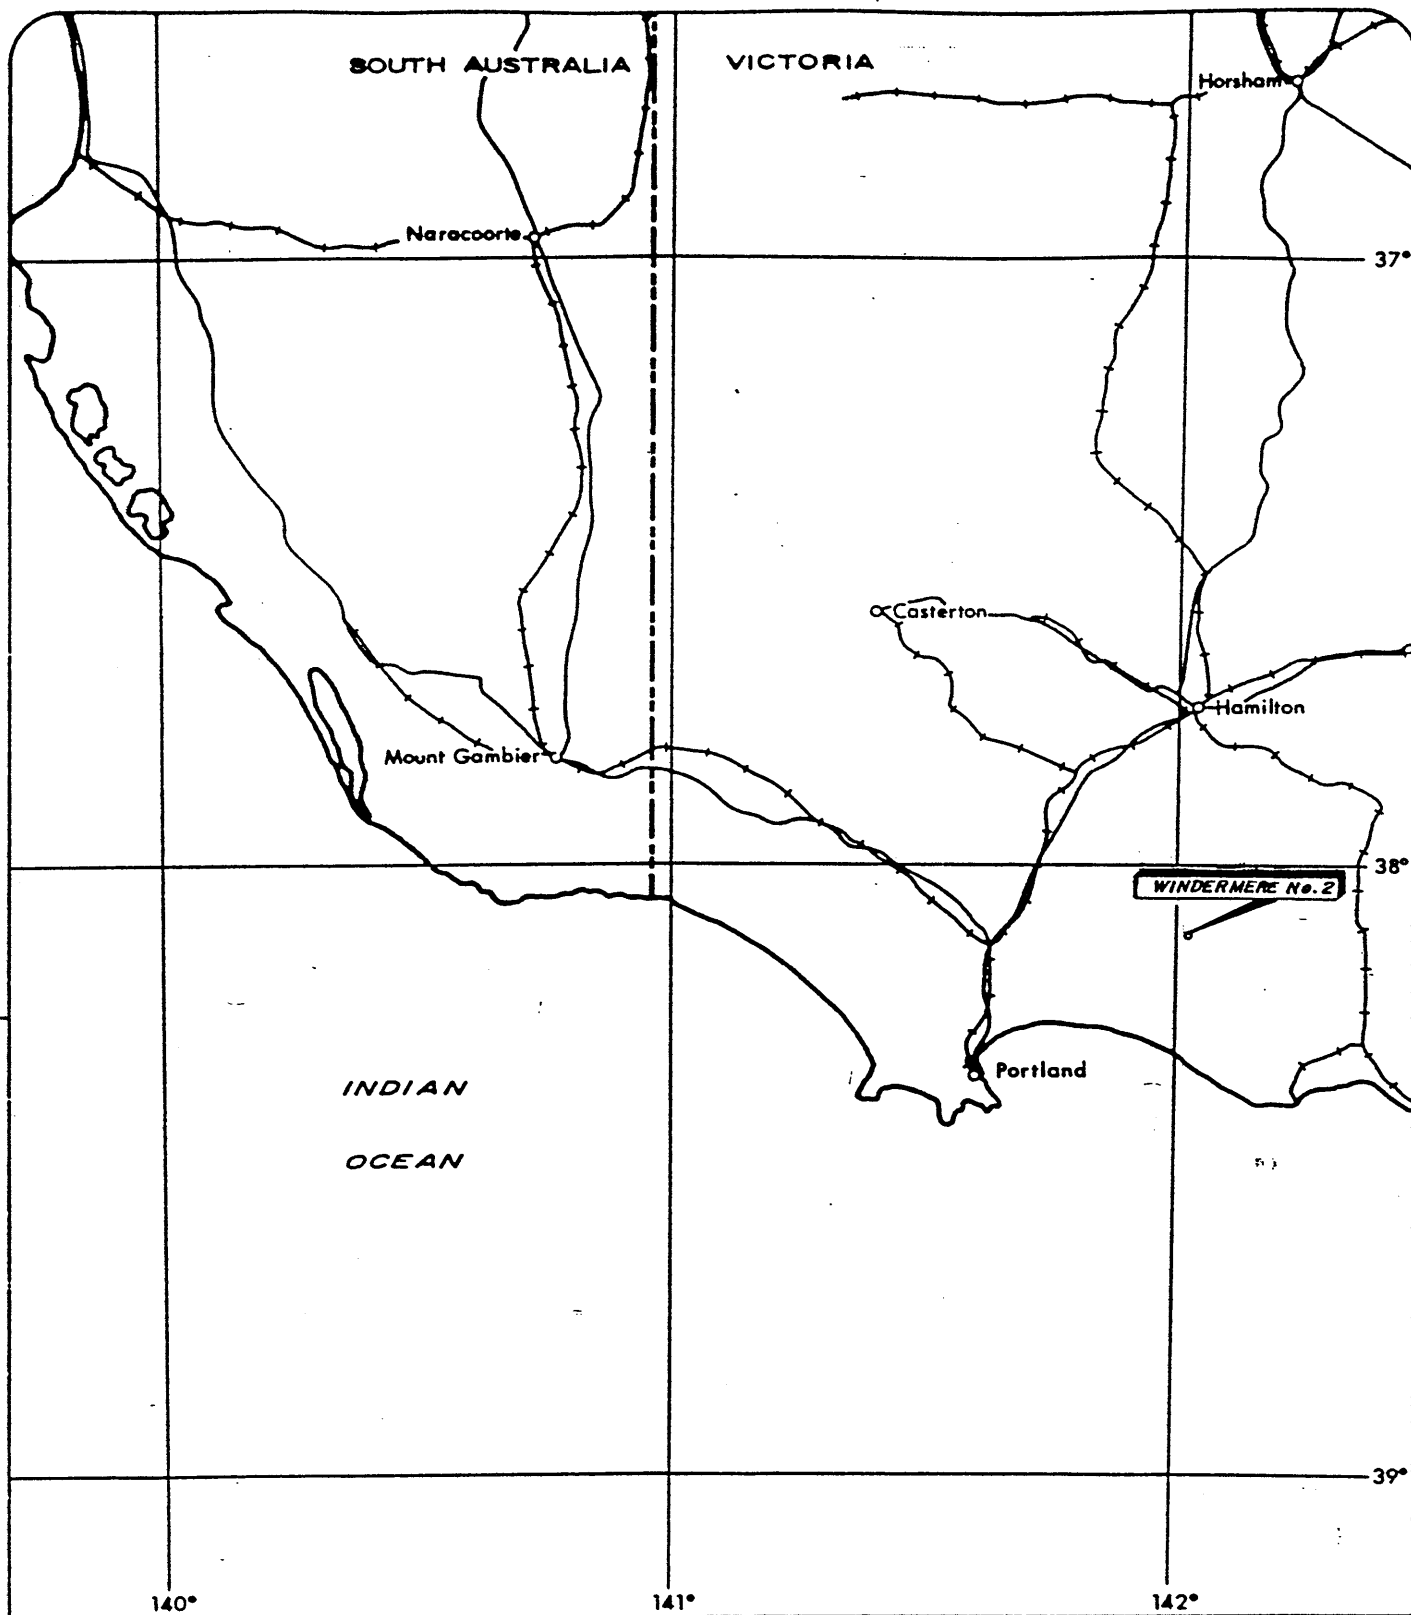 SOUTH AUSTRALIA
VICTORIA
Horsham
Naracoorte
37°
Casterton
Hamilton
Mount Gambier
38°
WINDERMERE No. 2
Portland
INDIAN
OCEAN
39°
140°
141°
142°